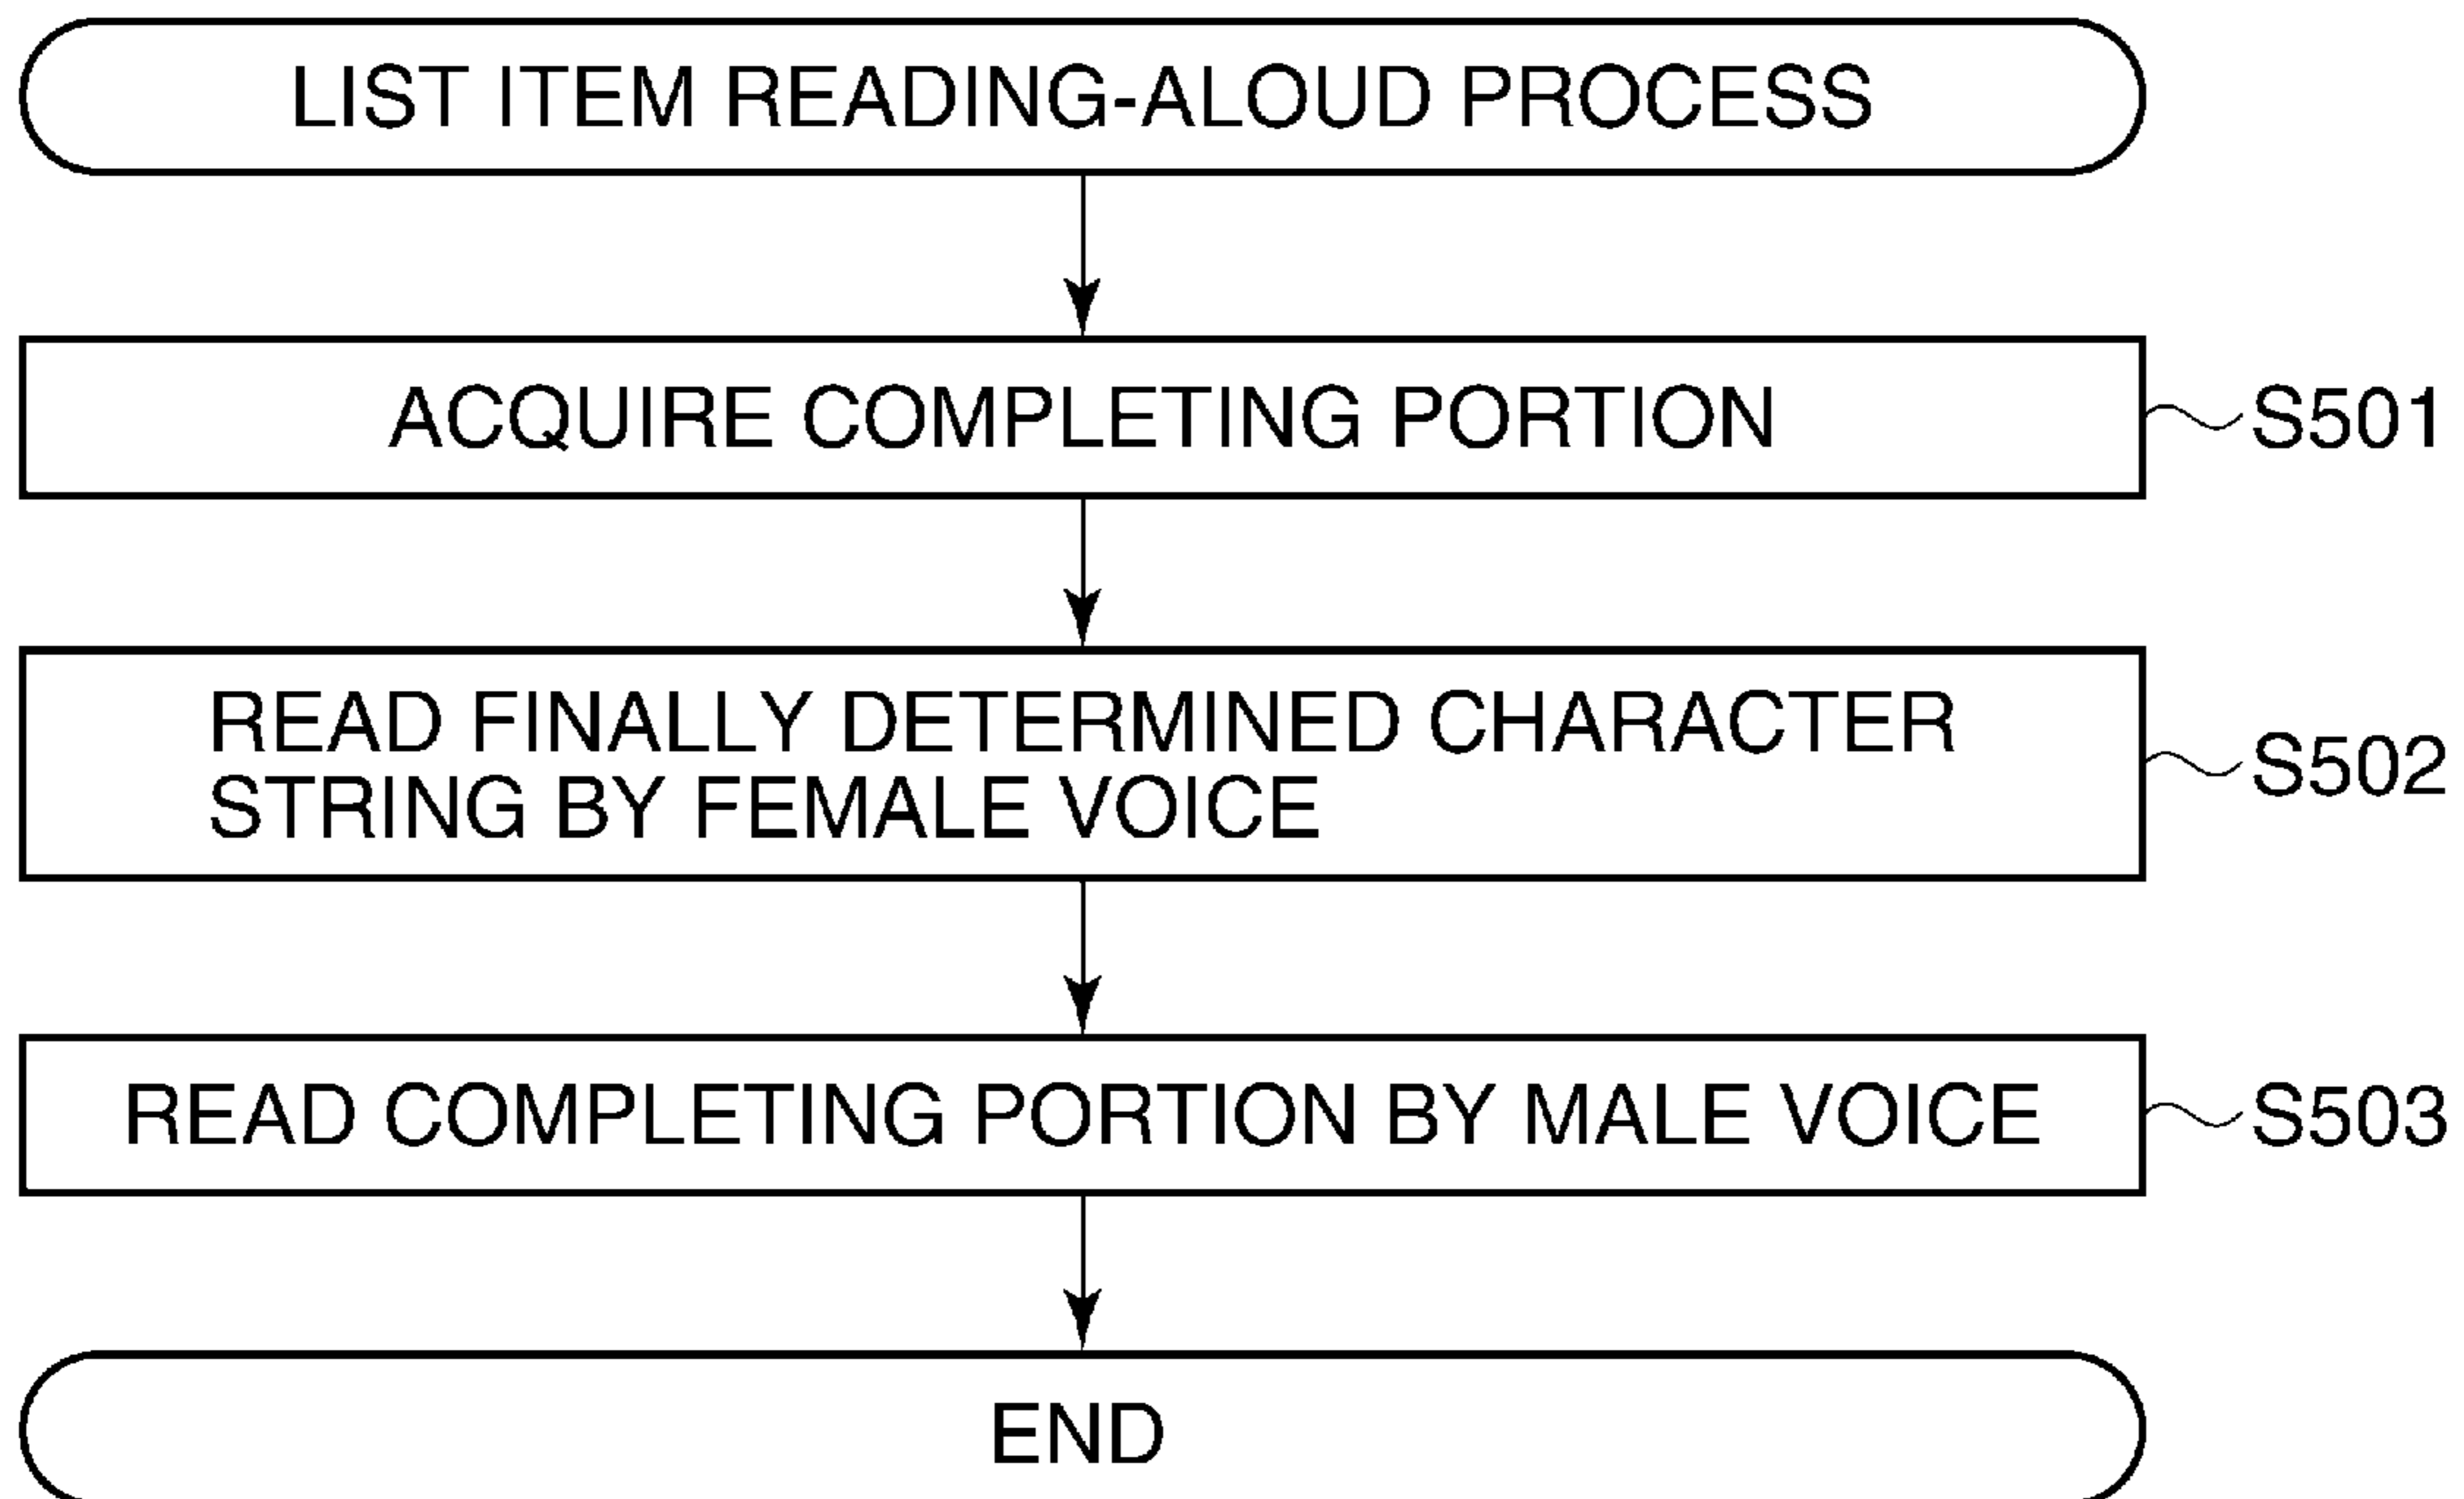 LIST ITEM READING-ALOUD PROCESS
ACQUIRE COMPLETING PORTION
S501
READ FINALLY DETERMINED CHARACTER
STRING BY FEMALE VOICE
S502
READ COMPLETING PORTION BY MALE VOICE
S503
END